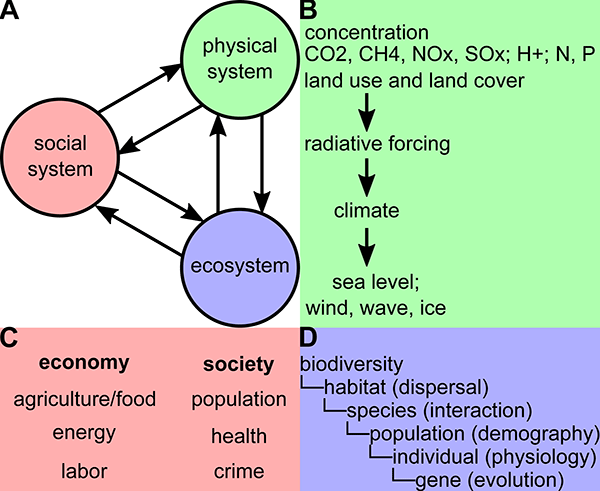 A
physical
system
social
system
ecosystem
B
concentration
CO2, CH4, NOx, SOx; H+; N, P
land use and land cover
radiative forcing
climate
sea level;
wind, wave, ice
C
economy
agriculture/food
energy
labor
society
population
health
crime
D
biodiversity
habitat (dispersal)
species (interaction)
population (demography)
individual (physiology)
gene (evolution)